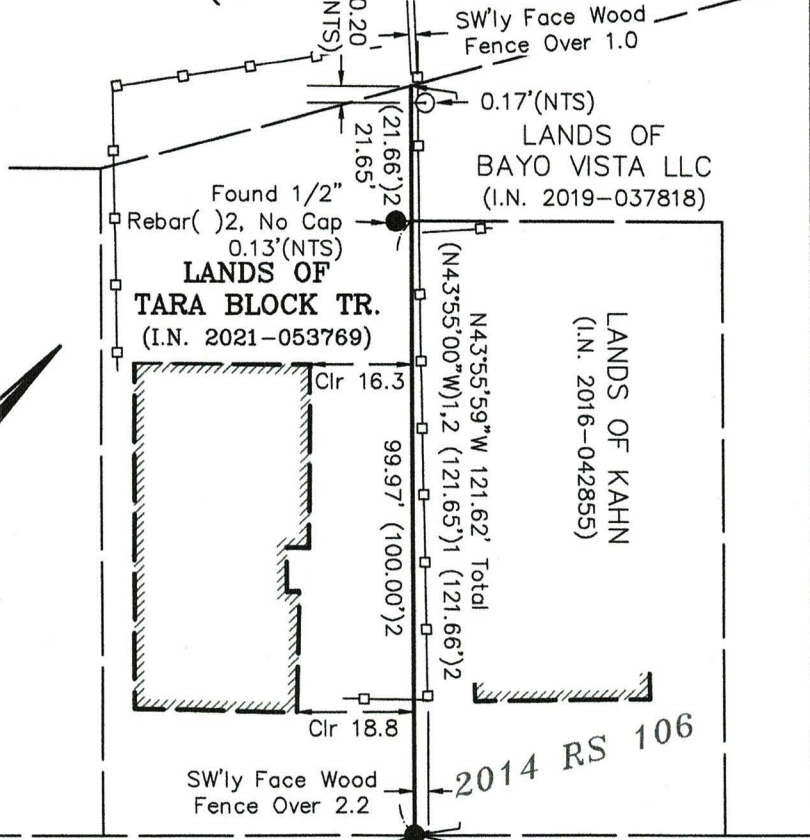 0.20
(NTS)
SW'ly Face Wood
Fence Over 1.0
0.17'(NTS)
LANDS OF
BAYO VISTA LLC
(I.N. 2019-037818)
(21.66')2
21.65'
Found 1/2"
Rebar( )2, No Cap
0.13'(NTS)
LANDS OF
TARA BLOCK TR.
(I.N. 2021-053769)
Clr 16.3
N43°55'59"W 121.62' Total
(N43°55'00"W)1,2 (121.65')1 (121.66')2
LANDS OF KAHN
(I.N. 2016-042855)
99.97' (100.00')2
Clr 18.8
SW'ly Face Wood
Fence Over 2.2
2014 RS 106